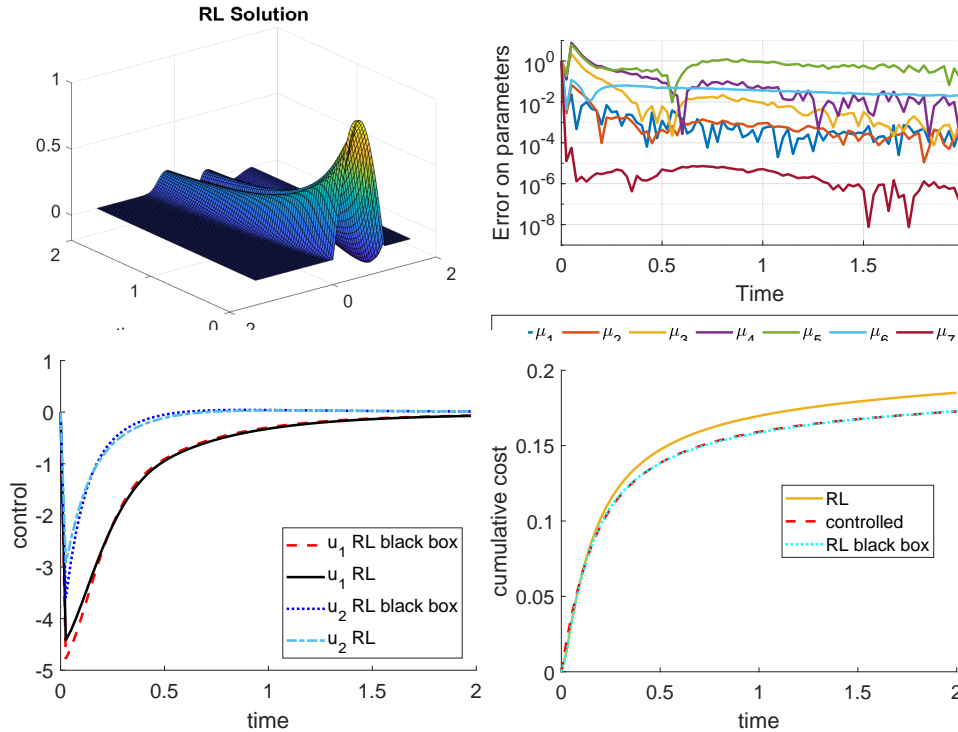 RL Solution
1
0.5
0
2
1
0
2
0
2
Error on parameters
10^0
10^-2
10^-4
10^-6
10^-8
0
0.5
1
1.5
Time
μ_1 μ_2 μ_3 μ_4 μ_5 μ_6 μ_7
control
1
0
-1
-2
-3
-4
-5
0
0.5
1
1.5
2
time
u_1 RL black box
u_1 RL
u_2 RL black box
u_2 RL
cumulative cost
0.2
0.15
0.1
0.05
0
0
0.5
1
1.5
2
time
RL
controlled
RL black box